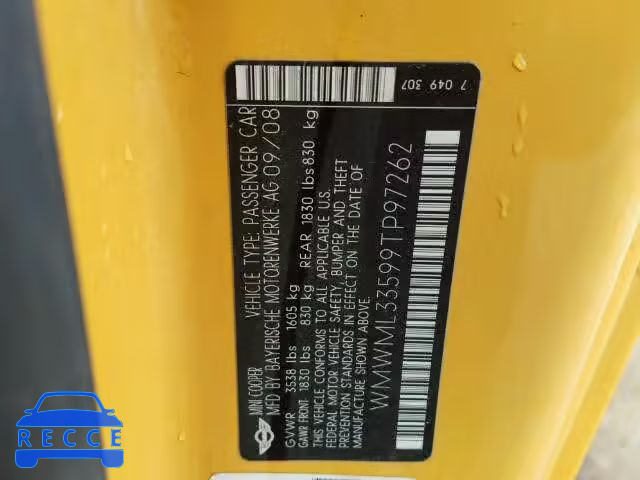 MINI COOPER
VEHICLE TYPE: PASSENGER CAR
MFD BY: BAYERISCHE MOTORENWERKE AG 09/08
GVWR 3538 lbs 1605 kg
GAWR FRONT 1830 lbs 830 kg REAR 1830 lbs 830 kg
THIS VEHICLE CONFORMS TO ALL APPLICABLE
FEDERAL MOTOR VEHICLE SAFETY, BUMPER AND THEFT
PREVENTION STANDARDS IN EFFECT ON THE DATE
OF MANUFACTURE SHOWN ABOVE.
WMWML33599TP97262
7 049 307
RECCE